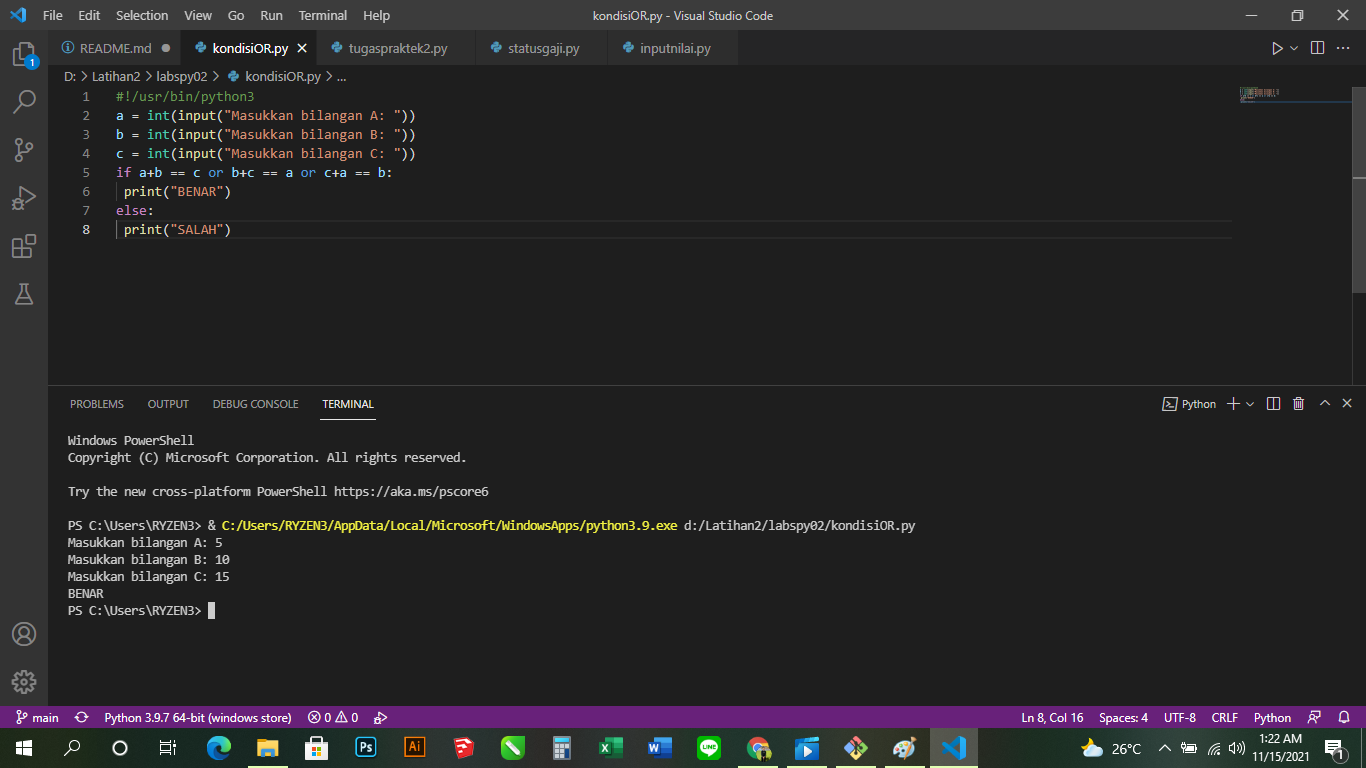 File Edit Selection View Go Run Terminal Help kondisiOR.py - Visual Studio Code
README.md kondisiOR.py tugaspraktek2.py statusgaji.py inputnilai.py
1
D: > Latihan2 > labspy02 > kondisiOR.py > ...
1 #!/usr/bin/python3
2 a = int(input("Masukkan bilangan A: "))
3 b = int(input("Masukkan bilangan B: "))
4 c = int(input("Masukkan bilangan C: "))
5 if a+b == c or b+c == a or c+a == b:
6 print("BENAR")
7 else:
8 print("SALAH")
PROBLEMS OUTPUT DEBUG CONSOLE TERMINAL Python
Windows PowerShell
Copyright (C) Microsoft Corporation. All rights reserved.
Try the new cross-platform PowerShell https://aka.ms/pscore6
PS C:\Users\RYZEN3> & C:/Users/RYZEN3/AppData/Local/Microsoft/WindowsApps/python3.9.exe d:/Latihan2/labspy02/kondisiOR.py
Masukkan bilangan A: 5
Masukkan bilangan B: 10
Masukkan bilangan C: 15
BENAR
PS C:\Users\RYZEN3>
main Python 3.9.7 64-bit (windows store) 0 0 Ln 8, Col 16 Spaces: 4 UTF-8 CRLF Python
Ps Ai LINE 26°C 1:22 AM
11/15/2021 1